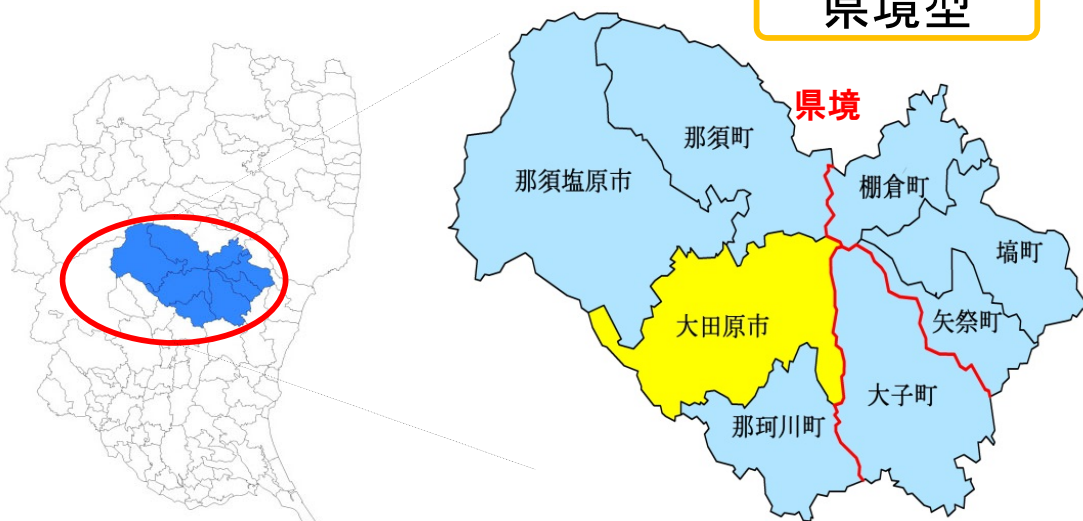 県境型
県境
那須町
那須塩原市
棚倉町
塙町
大田原市
矢祭町
大子町
那珂川町